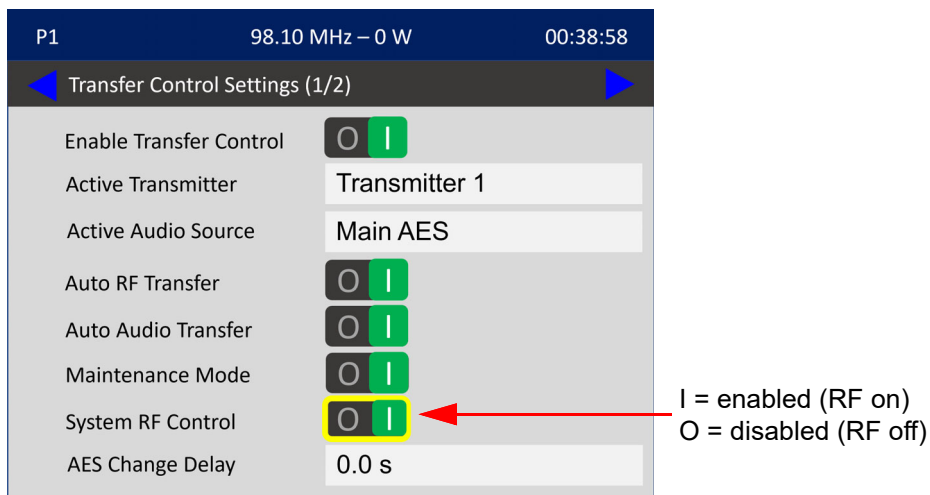 P1 98.10 MHz – 0 W 00:38:58
Transfer Control Settings (1/2)
Enable Transfer Control O I
Active Transmitter Transmitter 1
Active Audio Source Main AES
Auto RF Transfer O I
Auto Audio Transfer O I
Maintenance Mode O I
System RF Control O I
I = enabled (RF on)
O = disabled (RF off)
AES Change Delay 0.0 s